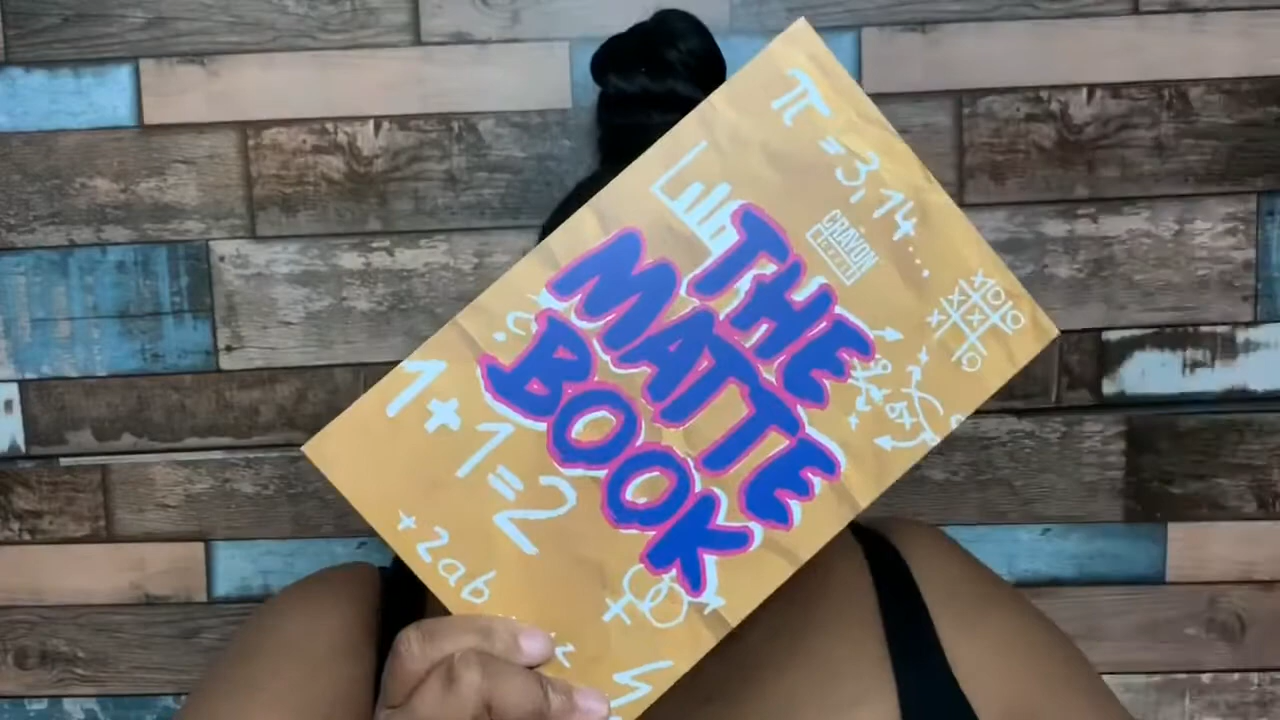 π = 3,14...
CRAYON
THE
MATTE
BOOK
1+1=2
+2ab